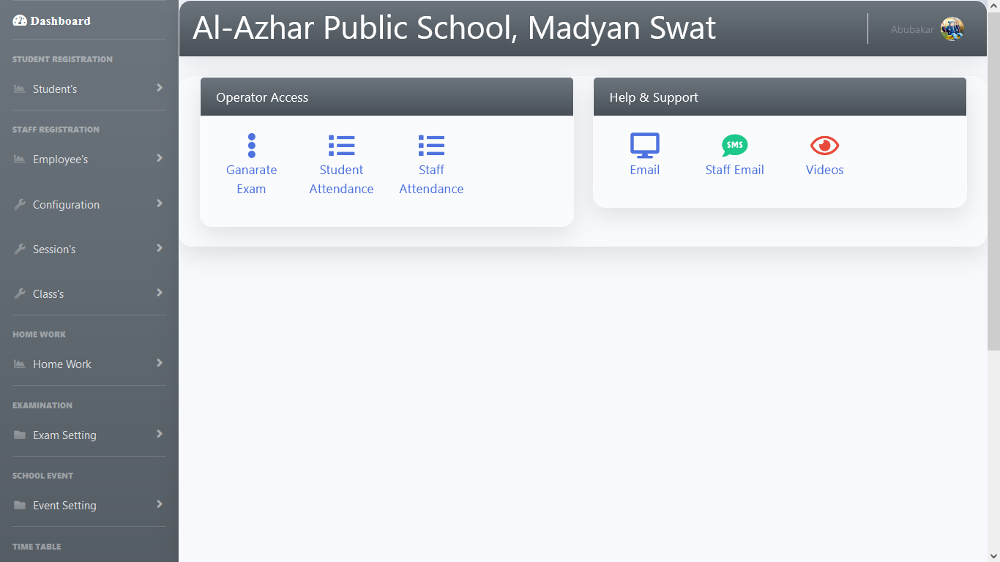 Dashboard
STUDENT REGISTRATION
Student's
STAFF REGISTRATION
Employee's
Configuration
Session's
Class's
HOME WORK
Home Work
EXAMINATION
Exam Setting
SCHOOL EVENT
Event Setting
TIME TABLE
Al-Azhar Public School, Madyan Swat
Abubakar
Operator Access
Ganarate
Exam
Student
Attendance
Staff
Attendance
Help & Support
Email
SMS
Staff Email
Videos